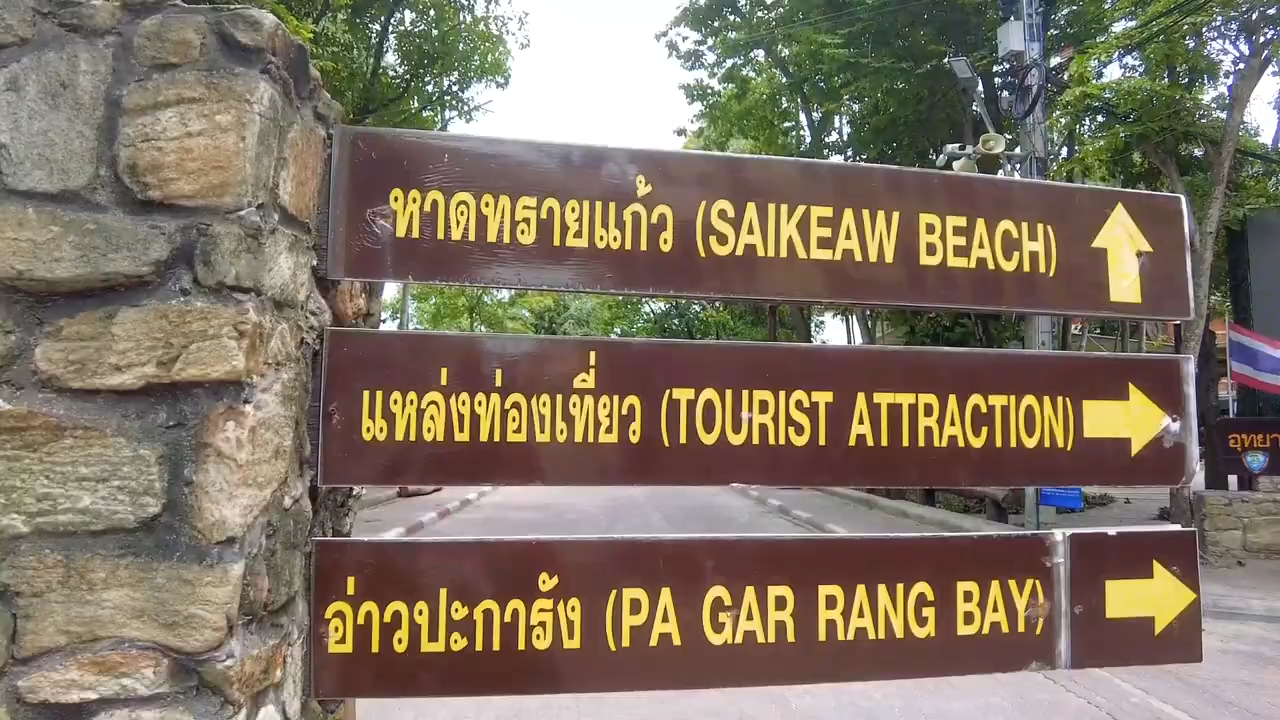 หาดทรายแก้ว (SAIKEAW BEACH)
แหล่งท่องเที่ยว (TOURIST ATTRACTION)
อ่าวปะการัง (PA GAR RANG BAY)